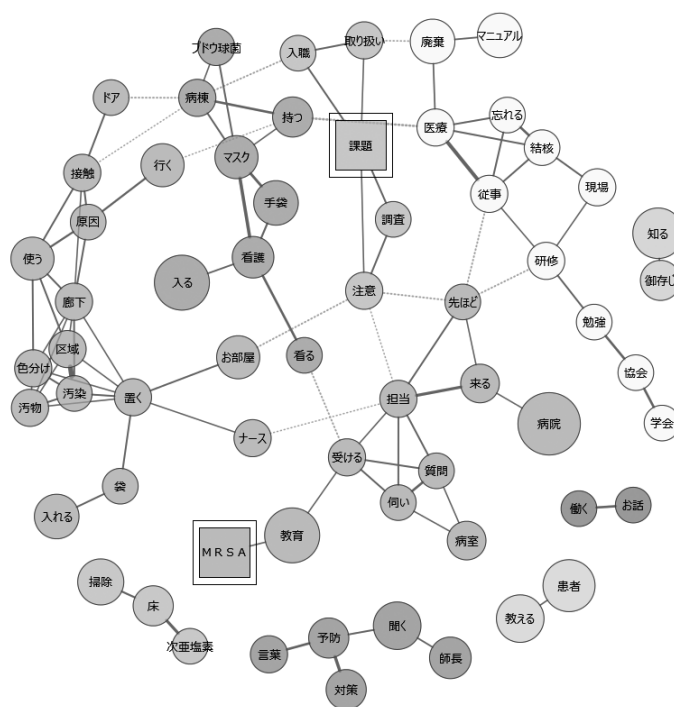 ブドウ球菌
入職
取り扱い
廃棄
マニュアル
ドア
病棟
持つ
医療
忘れる
課題
結核
接触
行く
マスク
従事
現場
手袋
原因
調査
知る
使う
看護
研修
御存じ
入る
注意
先ほど
廊下
勉強
区域
お部屋
看る
色分け
協会
汚染
置く
担当
来る
汚物
病院
学会
ナース
受ける
質問
袋
伺い
働く
お話
入れる
教育
病室
ＭＲＳＡ
掃除
患者
床
教える
次亜塩素
予防
聞く
言葉
師長
対策